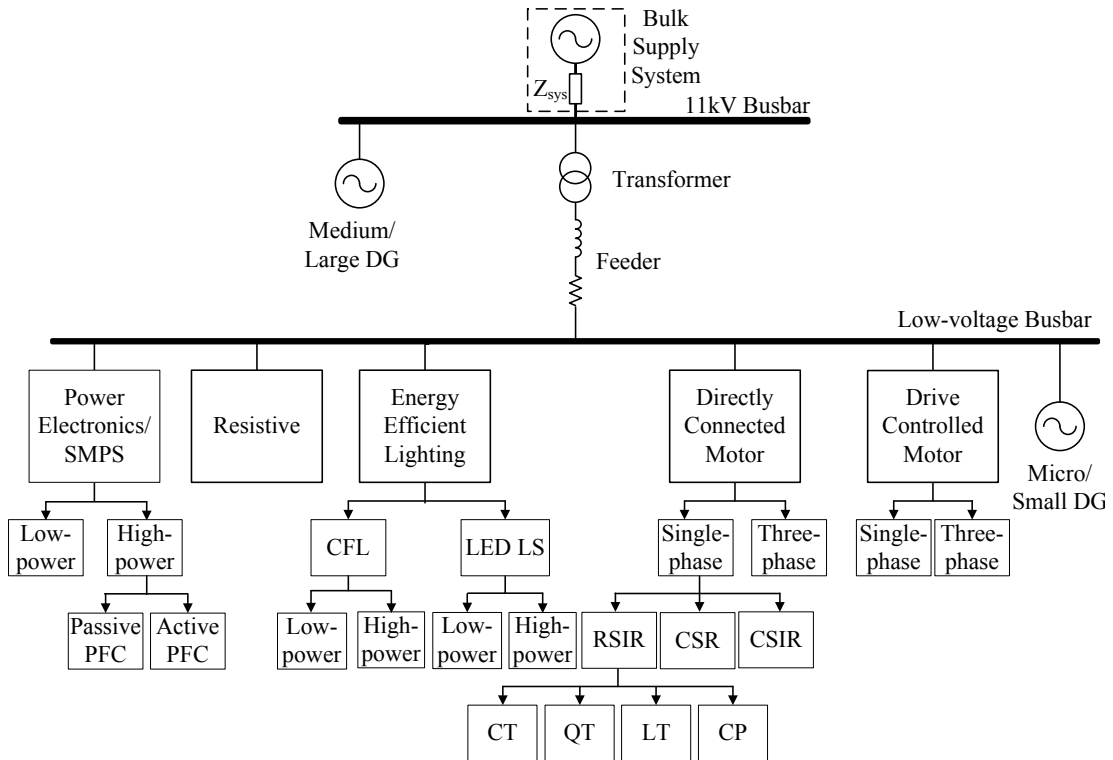 Bulk
Supply
System
Zsys
11kV Busbar
Transformer
Medium/
Large DG
Feeder
Low-voltage Busbar
Power
Electronics/
SMPS
Resistive
Energy
Efficient
Lighting
Directly
Connected
Motor
Drive
Controlled
Motor
Micro/
Small DG
Low-
power
High-
power
CFL
LED LS
Single-
phase
Three-
phase
Single-
phase
Three-
phase
Passive
PFC
Active
PFC
Low-
power
High-
power
Low-
power
High-
power
RSIR
CSR
CSIR
CT
QT
LT
CP